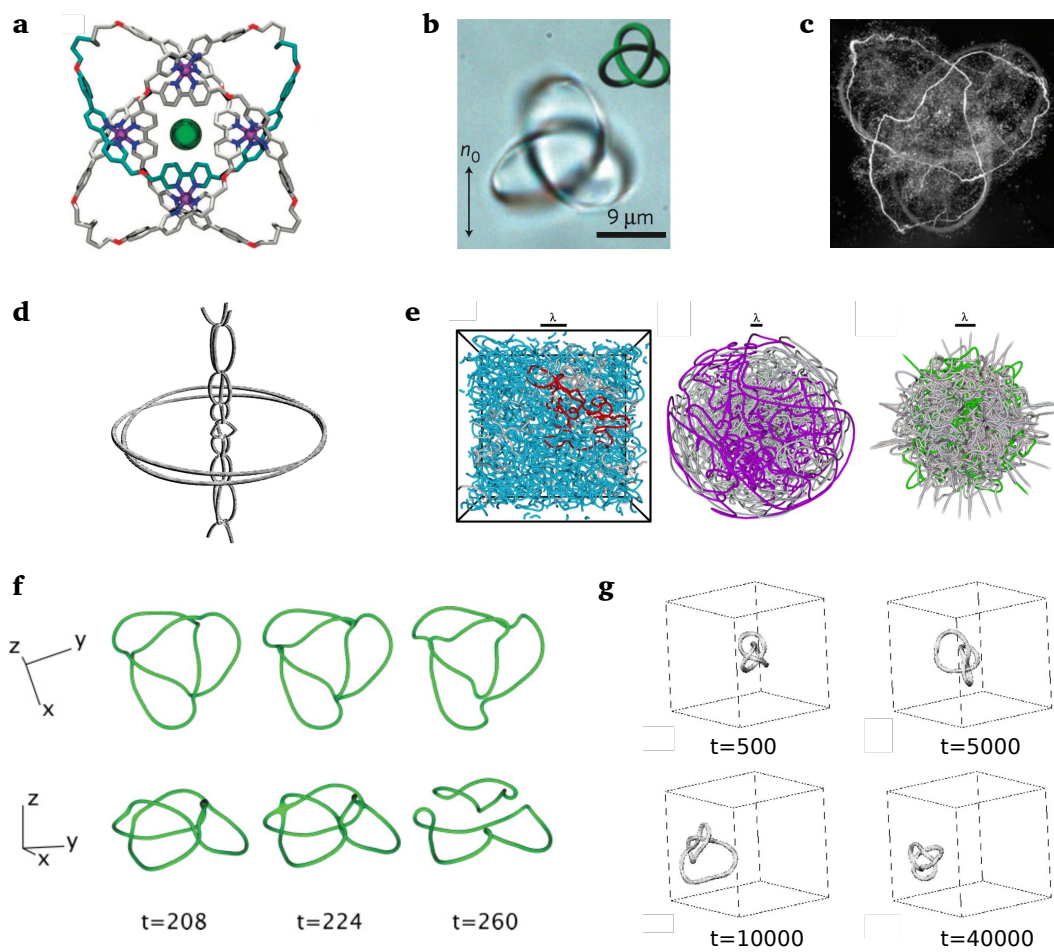 a
b
c
n₀
9 μm
d
e
λ
λ
λ
f
g
z
y
x
t=500
t=5000
z
y
x
t=208
t=224
t=260
t=10000
t=40000